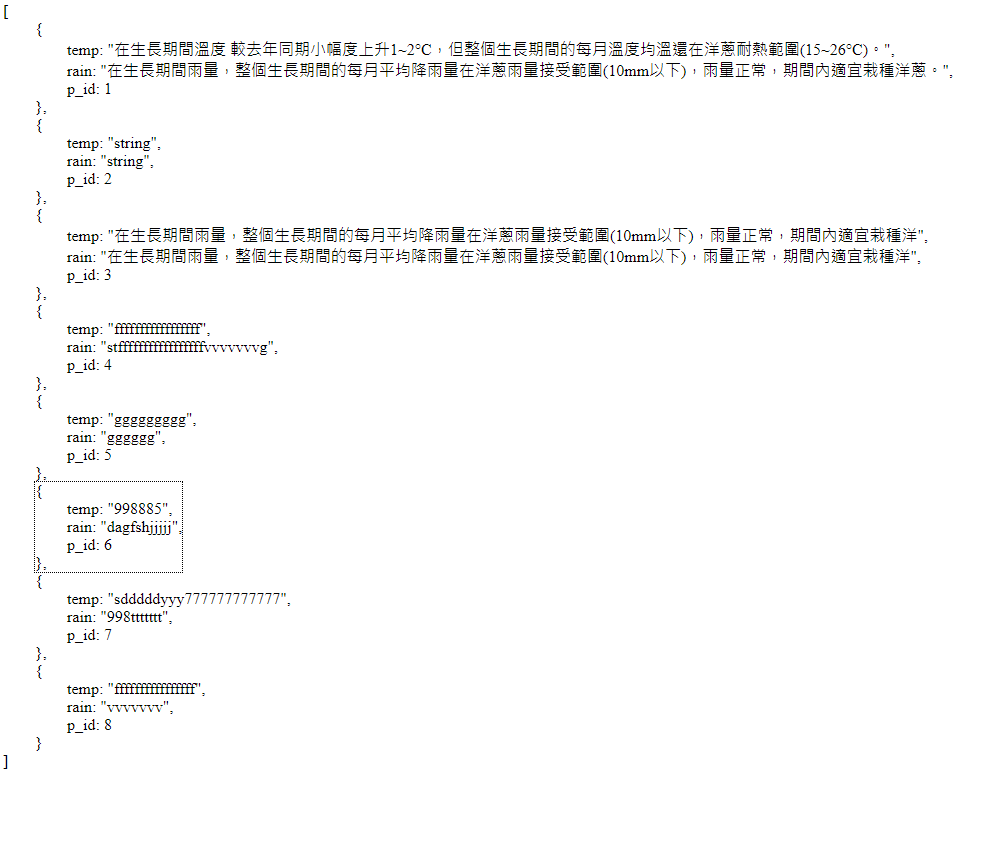 [
{
temp: "在生長期間溫度 較去年同期小幅度上升1~2°C，但整個生長期間的每月溫度均溫還在洋蔥耐熱範圍(15~26°C)。",
rain: "在生長期間雨量，整個生長期間的每月平均降雨量在洋蔥雨量接受範圍(10mm以下)，雨量正常，期間內適宜栽種洋蔥。",
p_id: 1
},
{
temp: "string",
rain: "string",
p_id: 2
},
{
temp: "在生長期間雨量，整個生長期間的每月平均降雨量在洋蔥雨量接受範圍(10mm以下)，雨量正常，期間內適宜栽種洋",
rain: "在生長期間雨量，整個生長期間的每月平均降雨量在洋蔥雨量接受範圍(10mm以下)，雨量正常，期間內適宜栽種洋",
p_id: 3
},
{
temp: "fffffffffffffffff",
rain: "stfffffffffffffffffvvvvvvvg",
p_id: 4
},
{
temp: "ggggggggg",
rain: "gggggg",
p_id: 5
},
{
temp: "998885",
rain: "dagfshjjjjj",
p_id: 6
},
{
temp: "sdddddyyy777777777777",
rain: "998ttttttt",
p_id: 7
},
{
temp: "ffffffffffffffff",
rain: "vvvvvvv",
p_id: 8
}
]